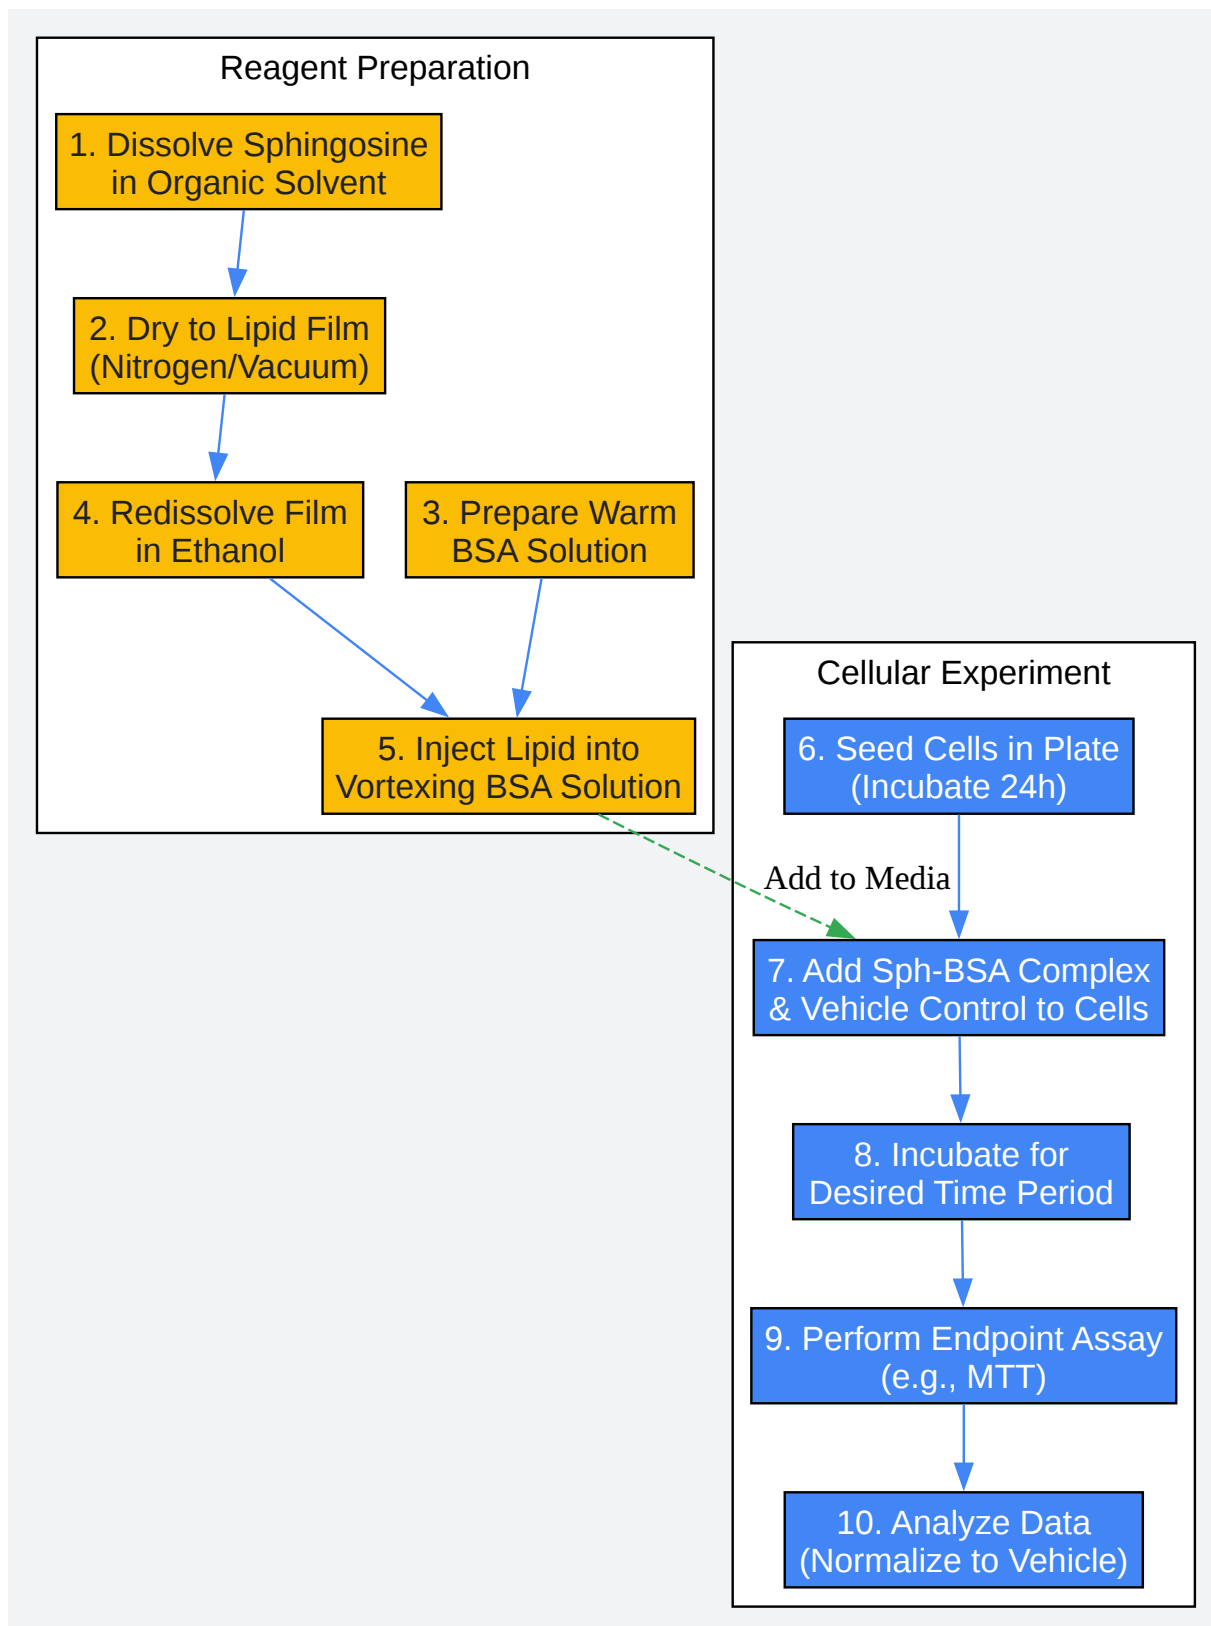 Reagent Preparation
1. Dissolve Sphingosine
in Organic Solvent
2. Dry to Lipid Film
(Nitrogen/Vacuum)
4. Redissolve Film
in Ethanol
3. Prepare Warm
BSA Solution
5. Inject Lipid into
Vortexing BSA Solution
Cellular Experiment
6. Seed Cells in Plate
(Incubate 24h)
Add to Media
7. Add Sph-BSA Complex
& Vehicle Control to Cells
8. Incubate for
Desired Time Period
9. Perform Endpoint Assay
(e.g., MTT)
10. Analyze Data
(Normalize to Vehicle)